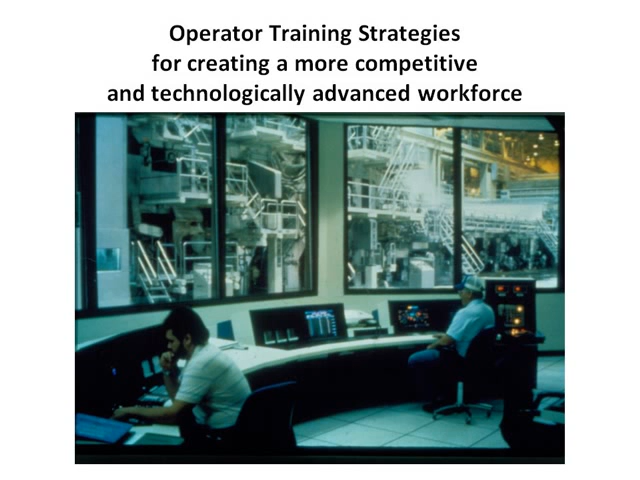 Operator Training Strategies
for creating a more competitive
and technologically advanced workforce